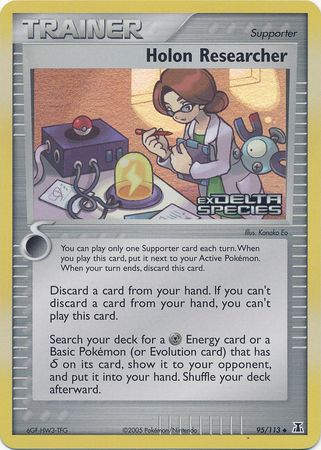 TRAINER
Supporter
Holon Researcher
EX DELTA
SPECIES
Illus. Kanako Eo
You can play only one Supporter card each turn. When
you play this card, put it next to your Active Pokémon.
When your turn ends, discard this card.
Discard a card from your hand. If you can't
discard a card from your hand, you can't
play this card.
Search your deck for a Energy card or a
Basic Pokémon (or Evolution card) that has
δ on its card, show it to your opponent,
and put it into your hand. Shuffle your deck
afterward.
6GF-HW3-TFG
©2005 Pokémon/Nintendo
95/113